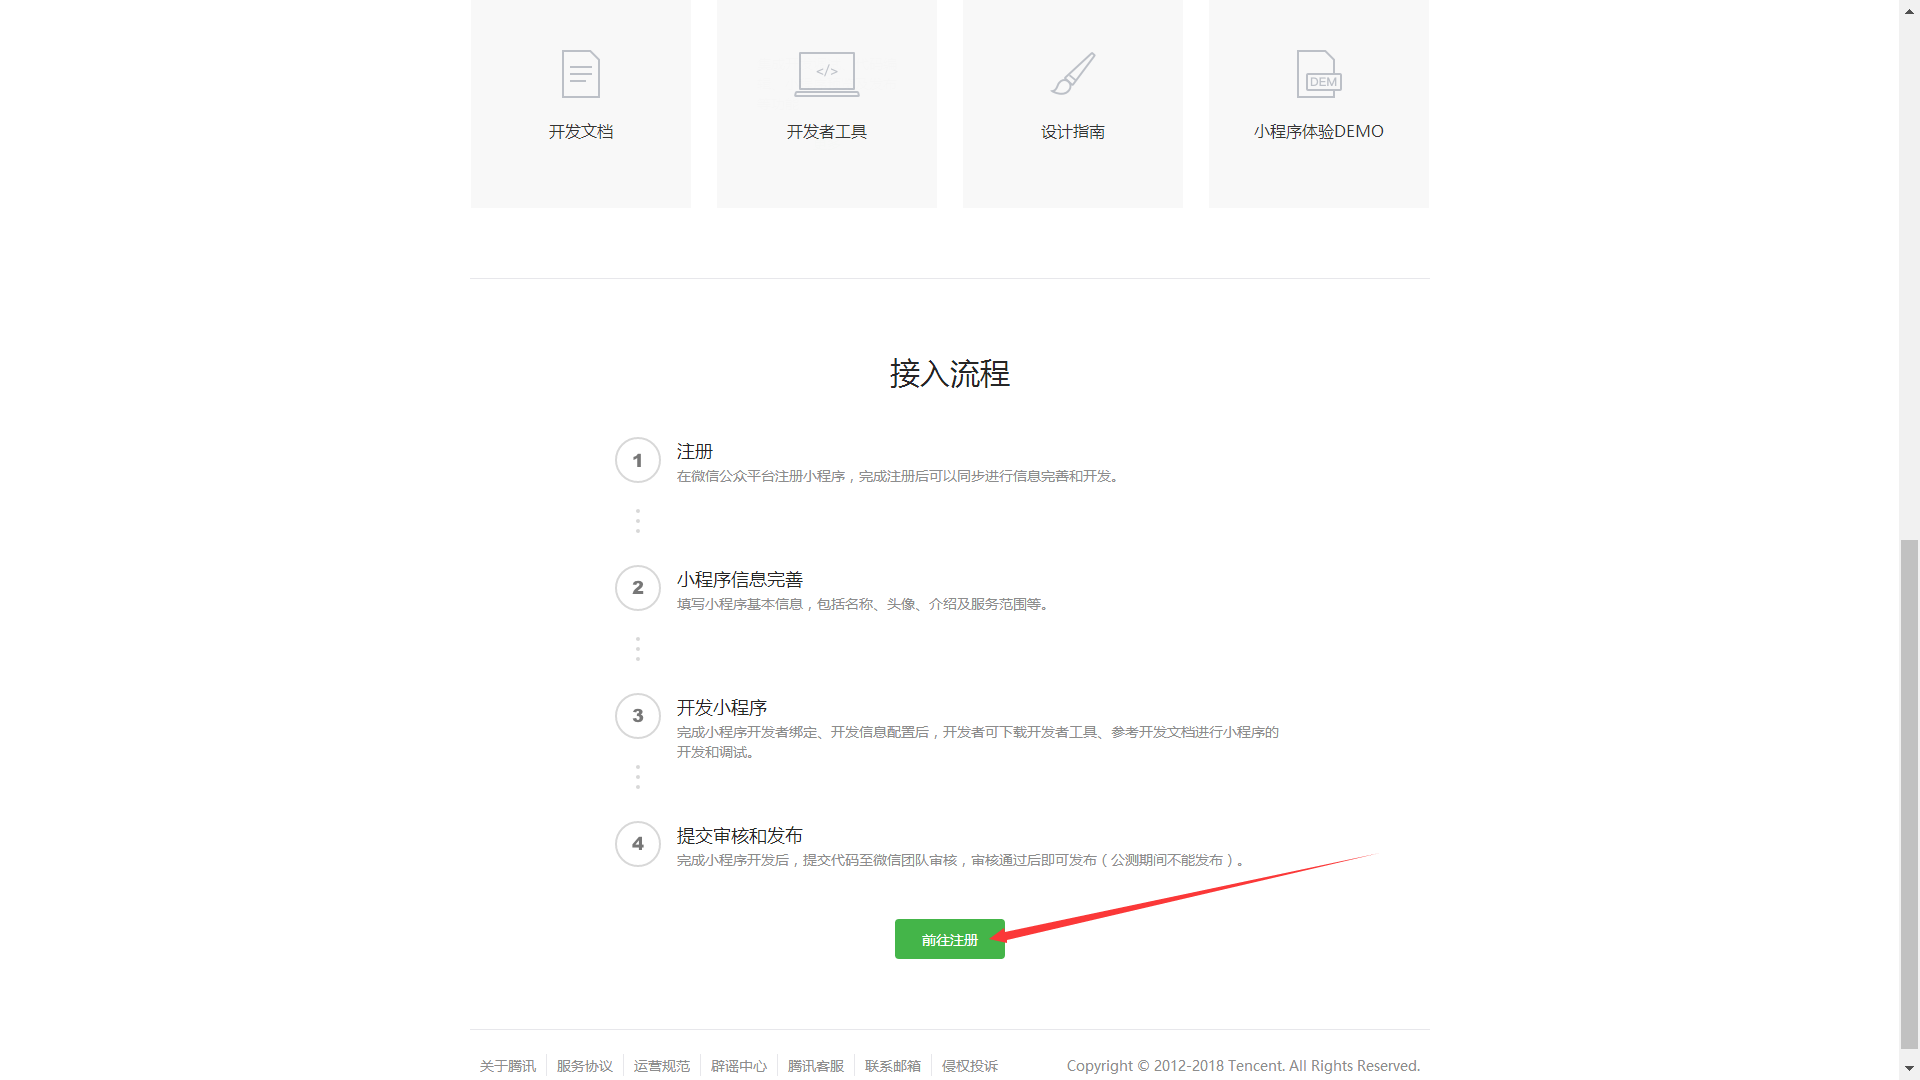 </>
DEM
开发文档
开发者工具
设计指南
小程序体验DEMO
接入流程
1
注册
在微信公众平台注册小程序，完成注册后可以同步进行信息完善和开发。
2
小程序信息完善
填写小程序基本信息，包括名称、头像、介绍及服务范围等。
3
开发小程序
完成小程序开发者绑定、开发信息配置后，开发者可下载开发者工具、参考开发文档进行小程序的
开发和调试。
4
提交审核和发布
完成小程序开发后，提交代码至微信团队审核，审核通过后即可发布（公测期间不能发布）。
前往注册
关于腾讯 服务协议 运营规范 辟谣中心 腾讯客服 联系邮箱 侵权投诉 Copyright © 2012-2018 Tencent. All Rights Reserved.